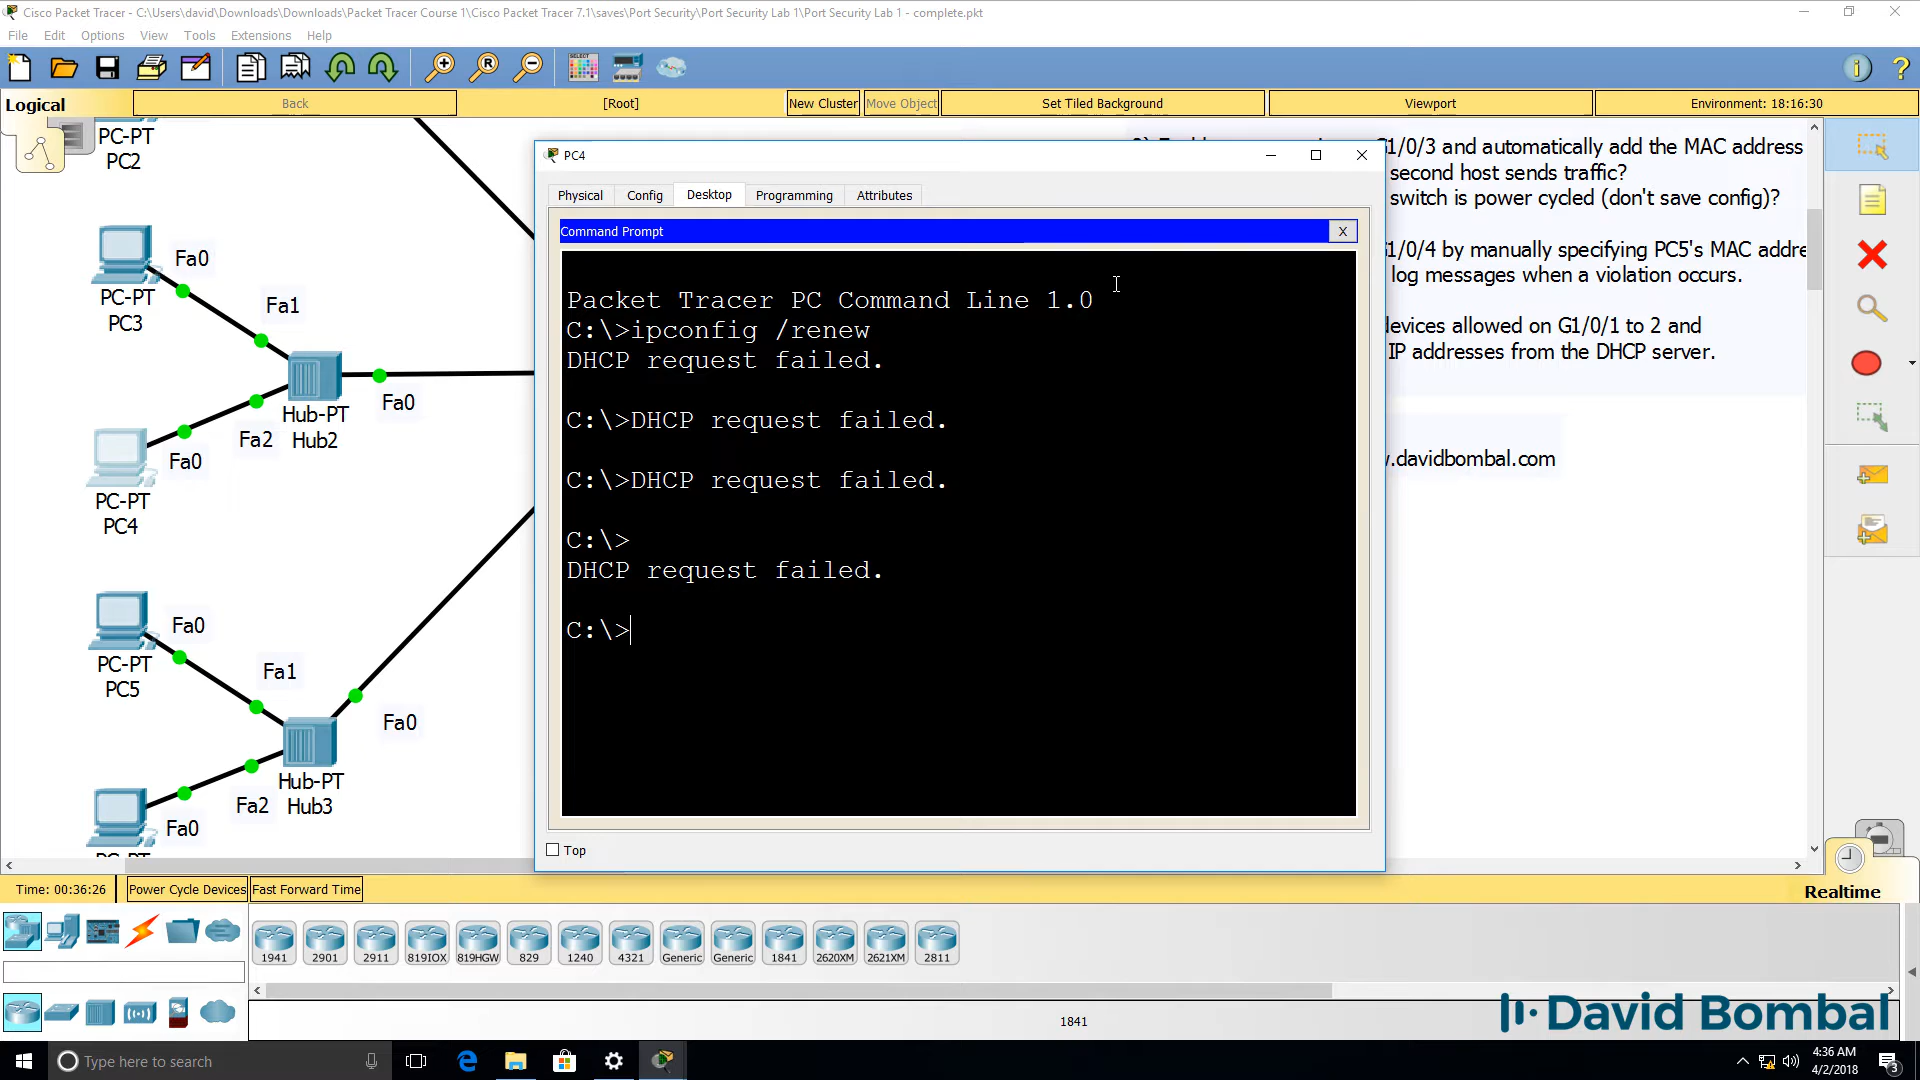 Cisco Packet Tracer - C:\Users\david\Downloads\Downloads\Packet Tracer Course 1\Cisco Packet Tracer 7.1\saves\Port Security\Port Security Lab 1\Port Security Lab 1 - complete.pkt
File Edit Options View Tools Extensions Help
Logical Back [Root] New Cluster Move Object Set Tiled Background Viewport Environment: 18:16:30
PC-PT
PC2
Fa0
PC-PT
PC3
Fa1
Hub-PT
Hub2
Fa0
Fa2
Fa0
PC-PT
PC4
Fa0
PC-PT
PC5
Fa1
Fa0
Hub-PT
Hub3
Fa2
Fa0
PC4
Physical Config Desktop Programming Attributes
Command Prompt X
Packet Tracer PC Command Line 1.0
C:\>ipconfig /renew
DHCP request failed.
C:\>DHCP request failed.
C:\>DHCP request failed.
C:\>
DHCP request failed.
C:\>
Top
1/0/3 and automatically add the MAC address
second host sends traffic?
switch is power cycled (don't save config)?
1/0/4 by manually specifying PC5's MAC addre
log messages when a violation occurs.
devices allowed on G1/0/1 to 2 and
IP addresses from the DHCP server.
.davidbombal.com
Time: 00:36:26 Power Cycle Devices Fast Forward Time Realtime
1941 2901 2911 819IOX 819HGW 829 1240 4321 Generic Generic 1841 2620XM 2621XM 2811
1841
David Bombal
Type here to search
4:36 AM
4/2/2018
3